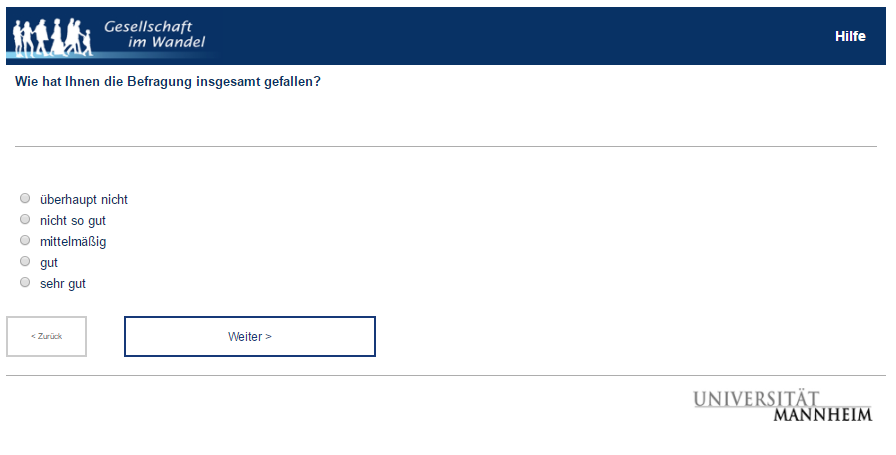 Gesellschaft
im Wandel
Hilfe
Wie hat Ihnen die Befragung insgesamt gefallen?
überhaupt nicht
nicht so gut
mittelmäßig
gut
sehr gut
< Zurück
Weiter >
UNIVERSITÄT
MANNHEIM